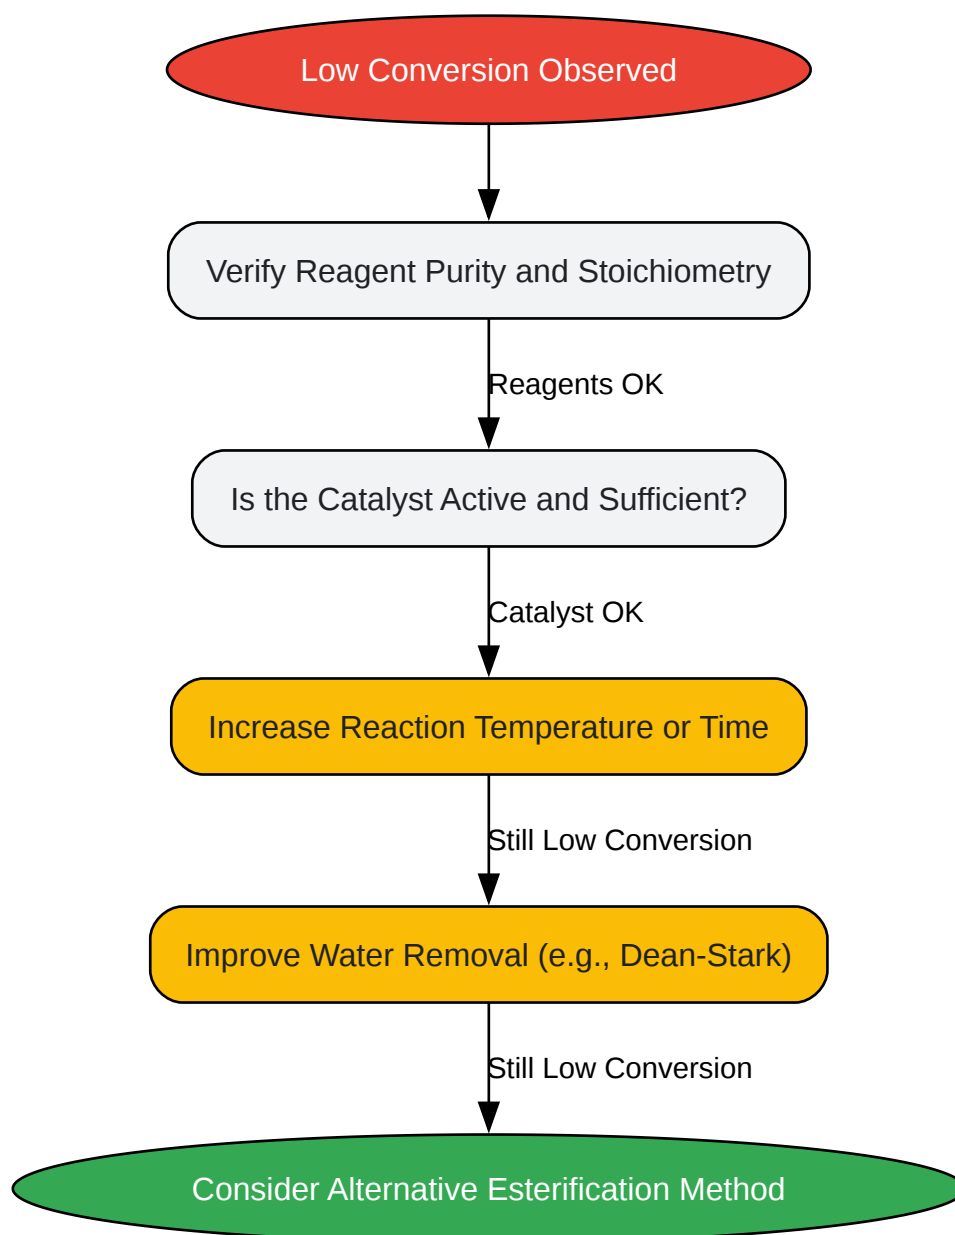 Low Conversion Observed
Verify Reagent Purity and Stoichiometry
Reagents OK
Is the Catalyst Active and Sufficient?
Catalyst OK
Increase Reaction Temperature or Time
Still Low Conversion
Improve Water Removal (e.g., Dean-Stark)
Still Low Conversion
Consider Alternative Esterification Method